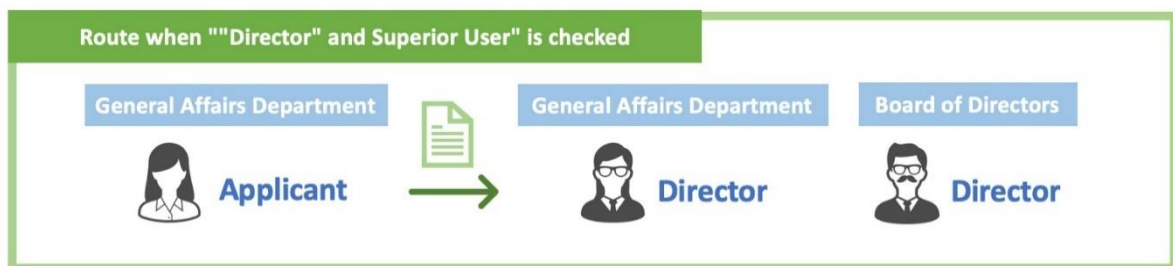 Route when ""Director" and Superior User" is checked
General Affairs Department
General Affairs Department
Board of Directors
Applicant
Director
Director